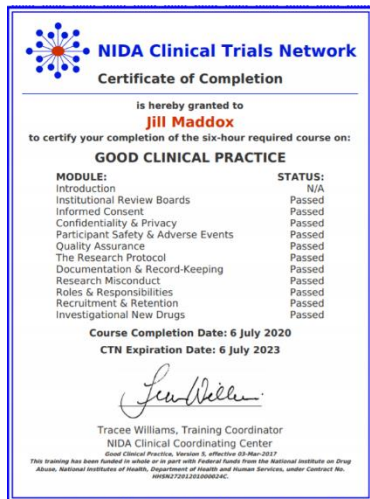 NIDA Clinical Trials Network
Certificate of Completion
is hereby granted to
Jill Maddox
to certify your completion of the six-hour required course on:
GOOD CLINICAL PRACTICE
MODULE: STATUS:
Introduction N/A
Institutional Review Boards Passed
Informed Consent Passed
Confidentiality & Privacy Passed
Participant Safety & Adverse Events Passed
Quality Assurance Passed
The Research Protocol Passed
Documentation & Record-Keeping Passed
Research Misconduct Passed
Roles & Responsibilities Passed
Recruitment & Retention Passed
Investigational New Drugs Passed
Course Completion Date: 6 July 2020
CTN Expiration Date: 6 July 2023
Tracee Williams, Training Coordinator
NIDA Clinical Coordinating Center
Good Clinical Practice, Version 5, effective 03-Mar-2017
This training has been funded in whole or in part with Federal funds from the National Institute on Drug
Abuse, National Institutes of Health, Department of Health and Human Services, under Contract No.
HHSN27201201000024C.